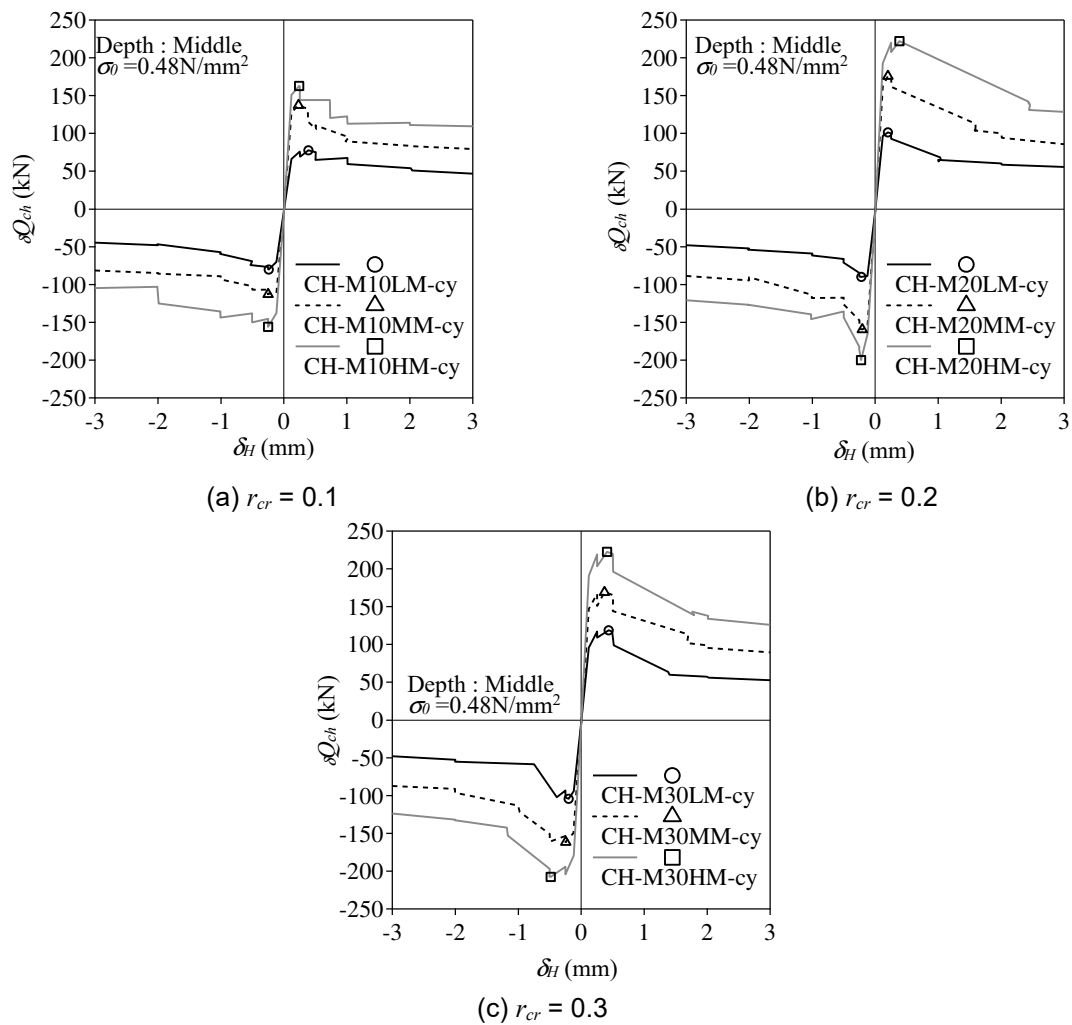 250
200
150
100
50
0
-50
-100
-150
-200
-250
δQch (kN)
Depth : Middle
σ0 =0.48N/mm2
CH-M10LM-cy
CH-M10MM-cy
CH-M10HM-cy
-3 -2 -1 0 1 2 3
δH (mm)
(a) rcr = 0.1
250
200
150
100
50
0
-50
-100
-150
-200
-250
δQch (kN)
Depth : Middle
σ0 =0.48N/mm2
CH-M20LM-cy
CH-M20MM-cy
CH-M20HM-cy
-3 -2 -1 0 1 2 3
δH (mm)
(b) rcr = 0.2
250
200
150
100
50
0
-50
-100
-150
-200
-250
δQch (kN)
Depth : Middle
σ0 =0.48N/mm2
CH-M30LM-cy
CH-M30MM-cy
CH-M30HM-cy
-3 -2 -1 0 1 2 3
δH (mm)
(c) rcr = 0.3